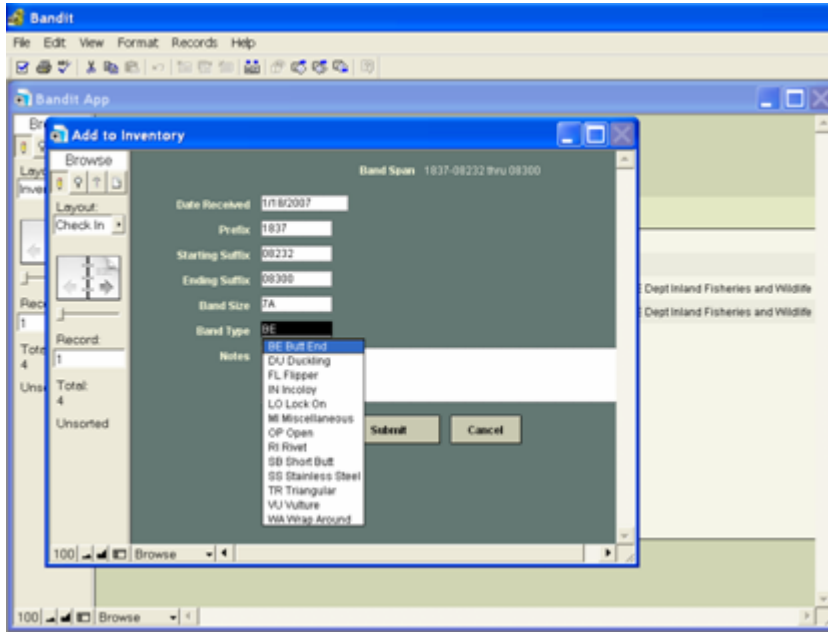 Bandit
File Edit View Format Records Help
Bandit App
Add to Inventory
Browse
Layout:
Check In
Record:
1
Total:
4
Unsorted
Band Span 1837-08232 thru 08300
Date Received 1/18/2007
Prefix 1837
Starting Suffix 08232
Ending Suffix 08300
Band Size 7A
Band Type BE
Notes
BE Butt End
DU Duckling
FL Flipper
IN Incoloy
LO Lock On
MI Miscellaneous
OP Open
RI Rivet
SB Short Butt
SS Stainless Steel
TR Triangular
VU Vulture
WA Wrap Around
Submit Cancel
100 Browse
Dept Inland Fisheries and Wildlife
Dept Inland Fisheries and Wildlife
1
4
100 Browse